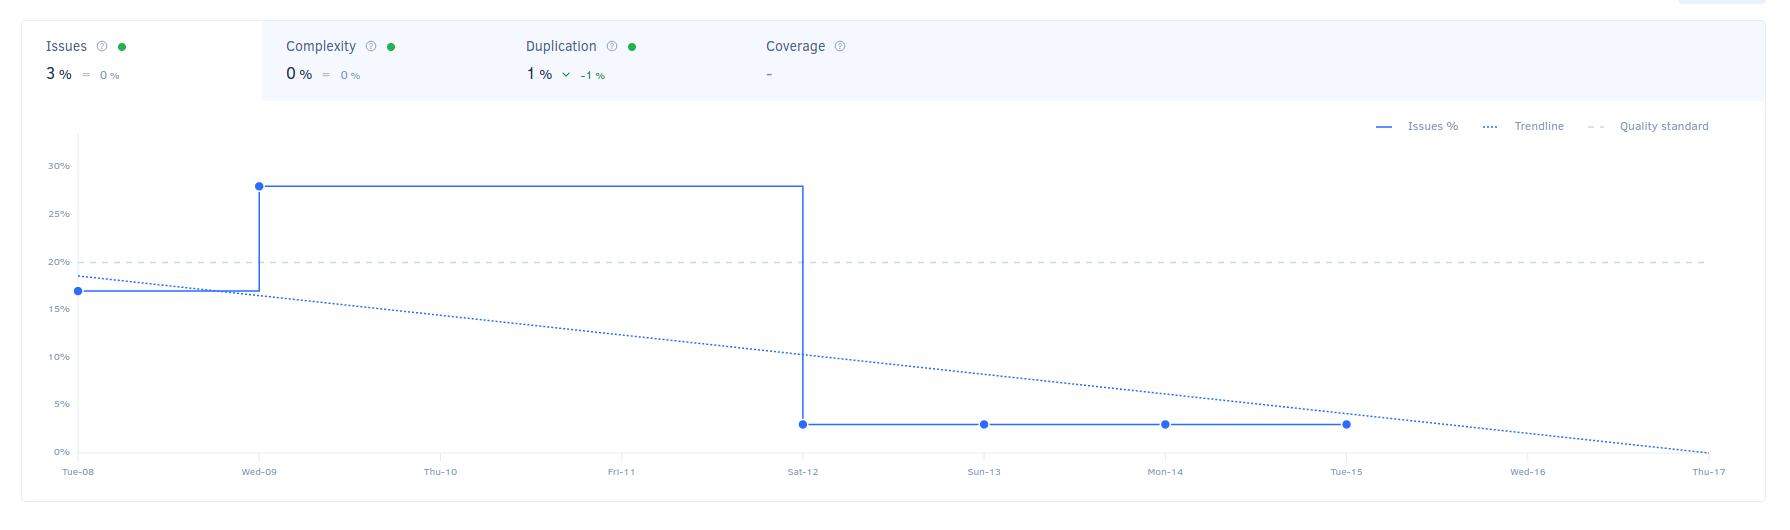 Issues Complexity Duplication Coverage
3 % = 0 % 0 % = 0 % 1 % -1 % -
Issues % Trendline Quality standard
30%
25%
20%
15%
10%
5%
0%
Tue-08 Wed-09 Thu-10 Fri-11 Sat-12 Sun-13 Mon-14 Tue-15 Wed-16 Thu-17